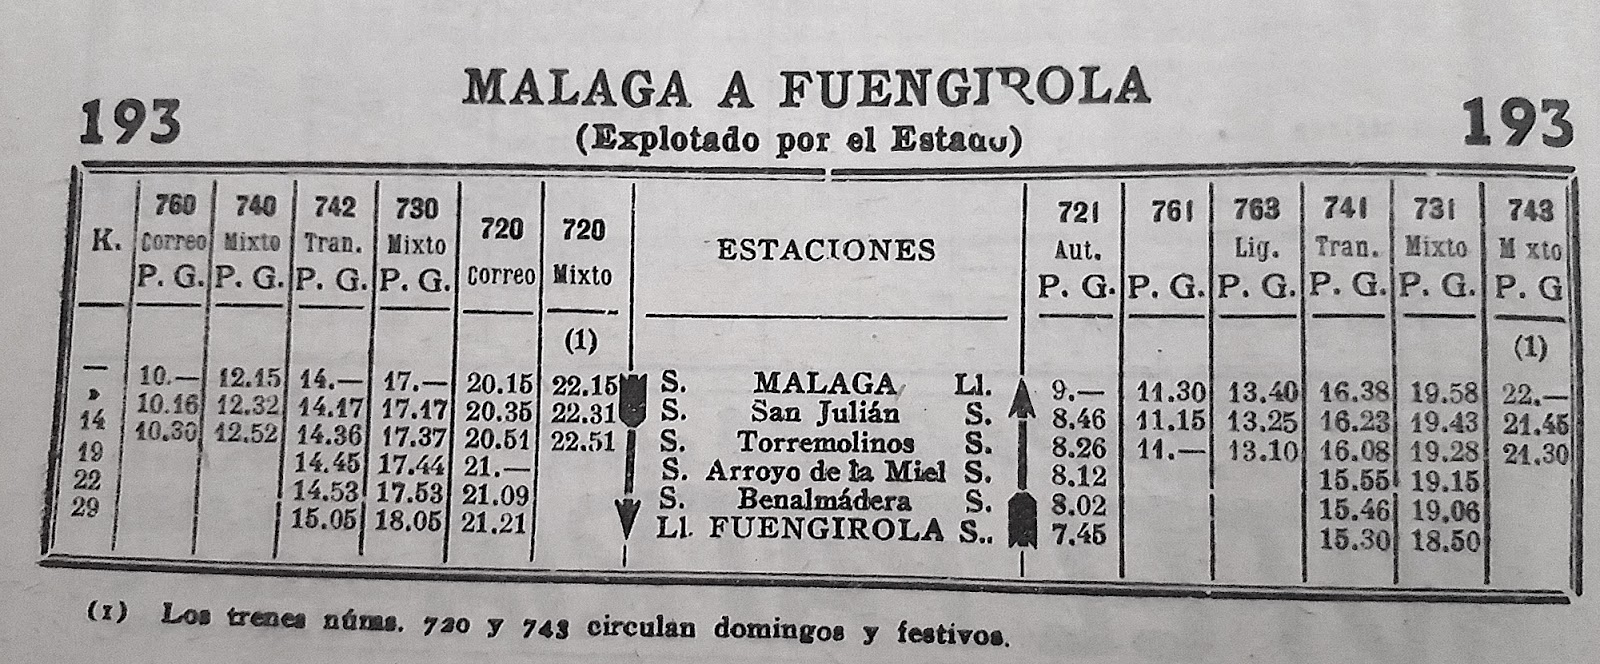 MALAGA A FUENGIROLA
193 193
(Explotado por el Estado)
K. 760 740 742 730 720 720 ESTACIONES 721 761 763 741 731 743
Correo Mixto Tran. Mixto Correo Mixto Aut. Lig. Tran. Mixto M xto
P. G. P. G. P. G. P. G. P. G. P. G. P. G. P. G. P. G. P. G
(1) (1)
— 10.— 12.15 14.— 17.— 20.15 22.15 S. MALAGA Ll. 9.— 11.30 13.40 16.38 19.58 22.—
» 10.16 12.32 14.17 17.17 20.35 22.31 S. San Julián S. 8.46 11.15 13.25 16.23 19.43 21.45
14 10.30 12.52 14.36 17.37 20.51 22.51 S. Torremolinos S. 8.26 11.— 13.10 16.08 19.28 21.30
19 14.45 17.44 21.— S. Arroyo de la Miel S. 8.12 15.55 19.15
22 14.53 17.53 21.09 S. Benalmádera S. 8.02 15.46 19.06
29 15.05 18.05 21.21 Ll. FUENGIROLA S.. 7.45 15.30 18.50
(1) Los trenes núms. 720 y 743 circulan domingos y festivos.